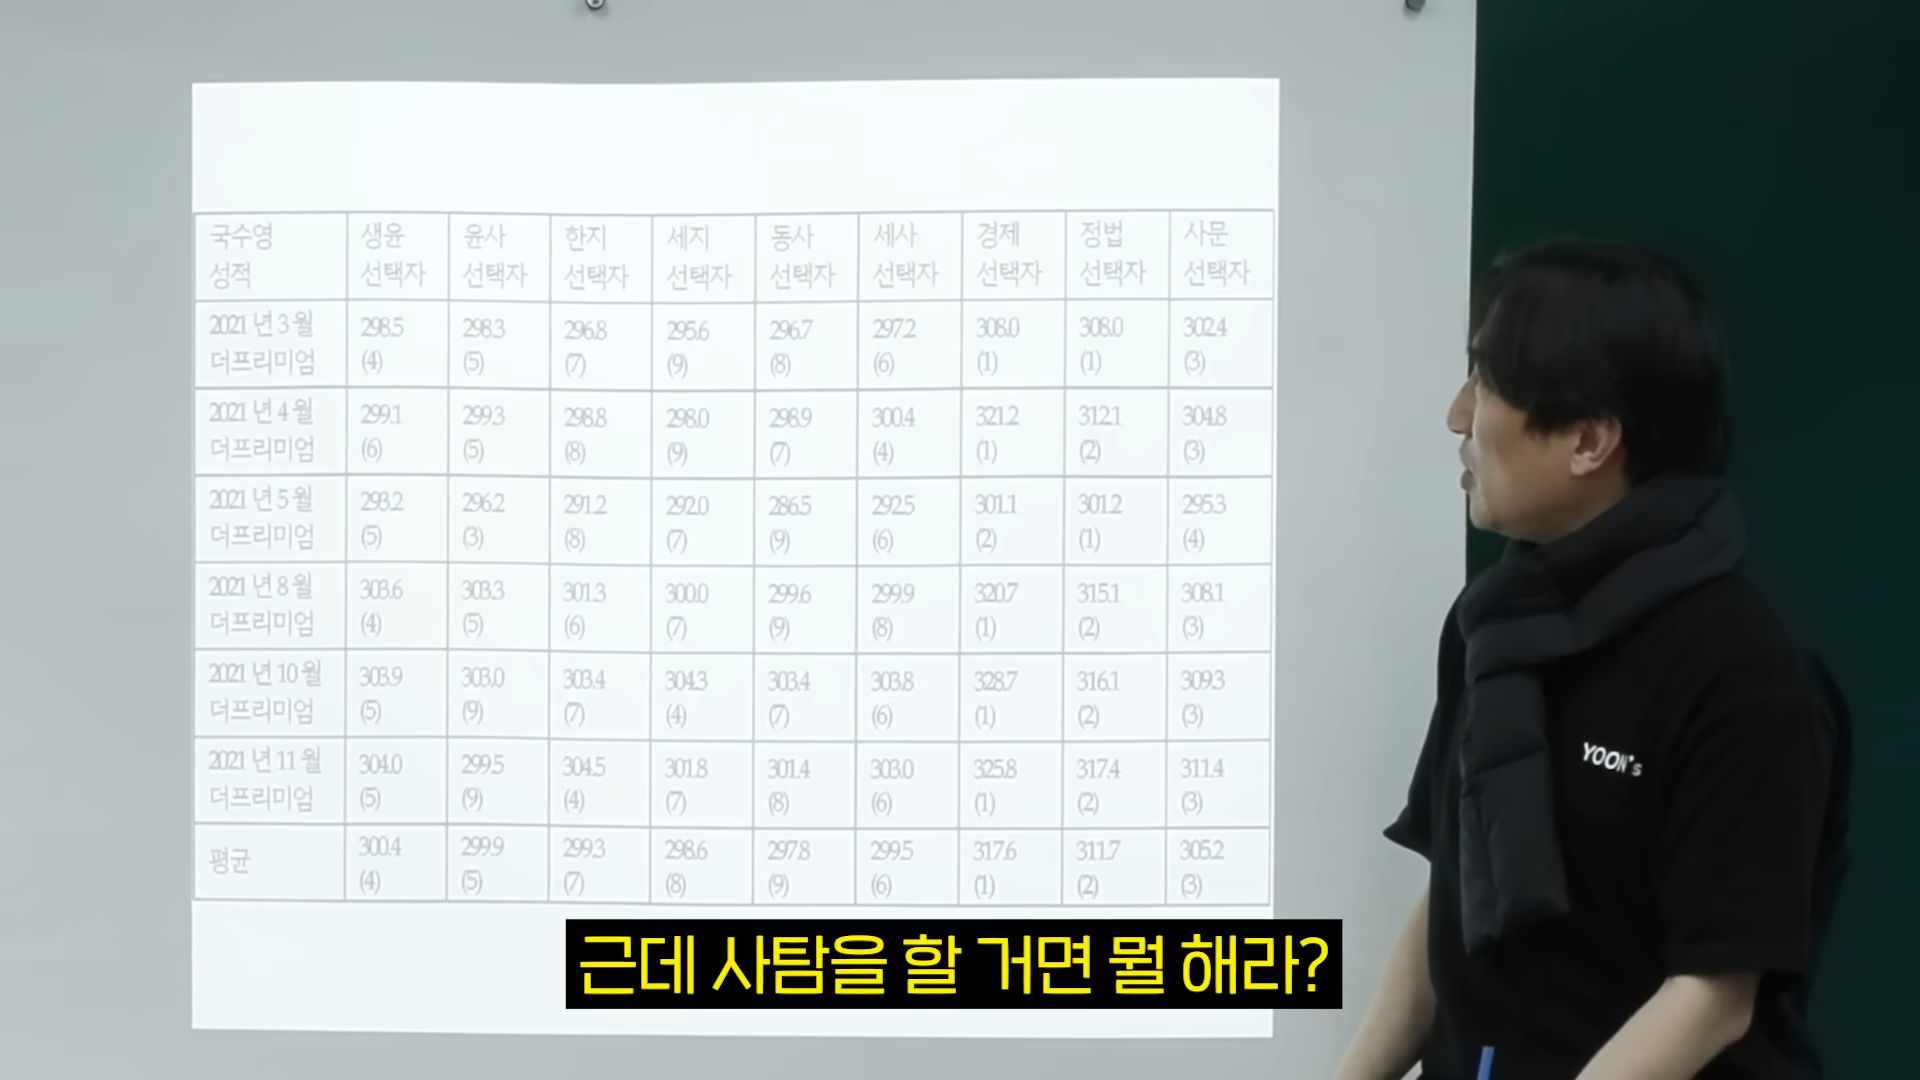 국수영 생윤 윤사 한지 세지 동사 세사 경제 정법 사문
성적 선택자 선택자 선택자 선택자 선택자 선택자 선택자 선택자 선택자
2021 년 3 월 298.5 298.3 296.8 295.6 296.7 297.2 308.0 308.0 302.4
더프리미엄 (4) (5) (7) (9) (8) (6) (1) (1) (3)
2021 년 4 월 299.1 299.3 298.8 298.0 298.9 300.4 321.2 312.1 304.8
더프리미엄 (6) (5) (8) (9) (7) (4) (1) (2) (3)
2021 년 5 월 293.2 296.2 291.2 292.0 286.5 292.5 301.1 301.2 295.3
더프리미엄 (5) (3) (8) (7) (9) (6) (2) (1) (4)
2021 년 8 월 303.6 303.3 301.3 300.0 299.6 299.9 320.7 315.1 308.1
더프리미엄 (4) (5) (6) (7) (9) (8) (1) (2) (3)
2021 년 10 월 303.9 303.0 303.4 304.3 303.4 303.8 328.7 316.1 309.3
더프리미엄 (5) (9) (7) (4) (7) (6) (1) (2) (3)
2021 년 11 월 304.0 299.5 304.5 301.8 301.4 303.0 325.8 317.4 311.4
더프리미엄 (5) (9) (4) (7) (8) (6) (1) (2) (3)
평균 300.4 299.9 299.3 298.6 297.8 299.5 317.6 311.7 305.2
(4) (5) (7) (8) (9) (6) (1) (2) (3)
YOON's
근데 사탐을 할 거면 뭘 해라?